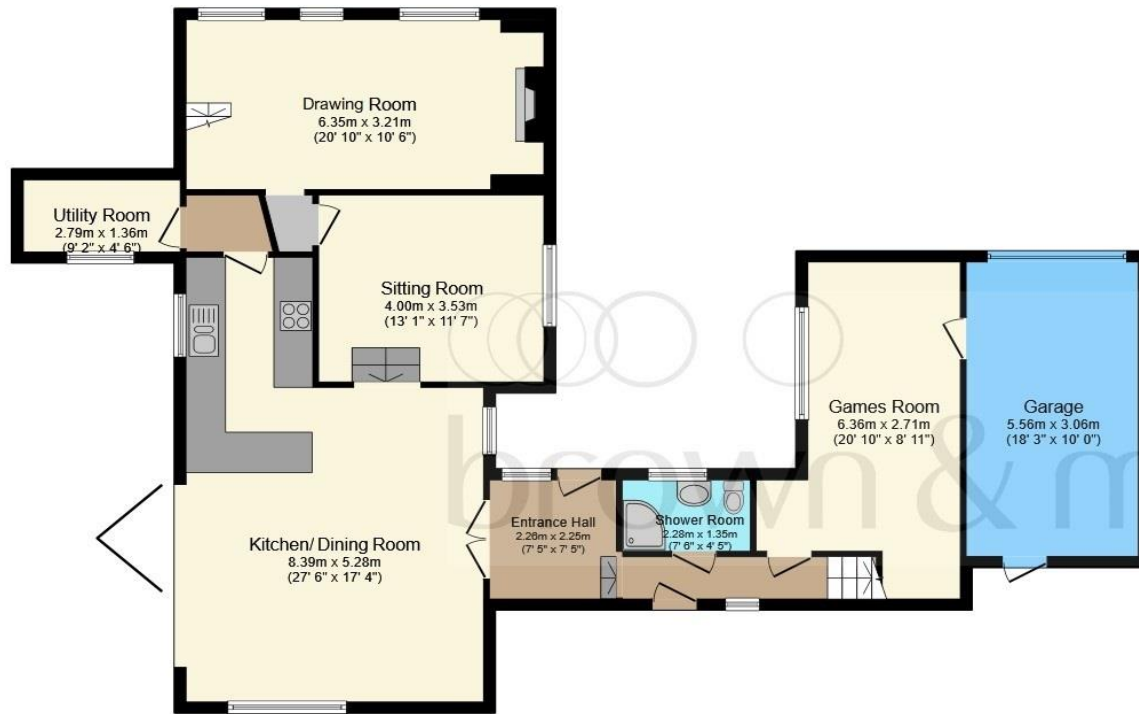 Drawing Room
6.35m x 3.21m
(20' 10" x 10' 6")
Utility Room
2.79m x 1.36m
(9' 2" x 4' 6")
Sitting Room
4.00m x 3.53m
(13' 1" x 11' 7")
Games Room
6.36m x 2.71m
(20' 10" x 8' 11")
Garage
5.56m x 3.06m
(18' 3" x 10' 0")
brown & m
Entrance Hall
2.26m x 2.25m
(7' 5" x 7' 5")
Shower Room
2.28m x 1.35m
(7' 6" x 4' 5")
Kitchen/ Dining Room
8.39m x 5.28m
(27' 6" x 17' 4")